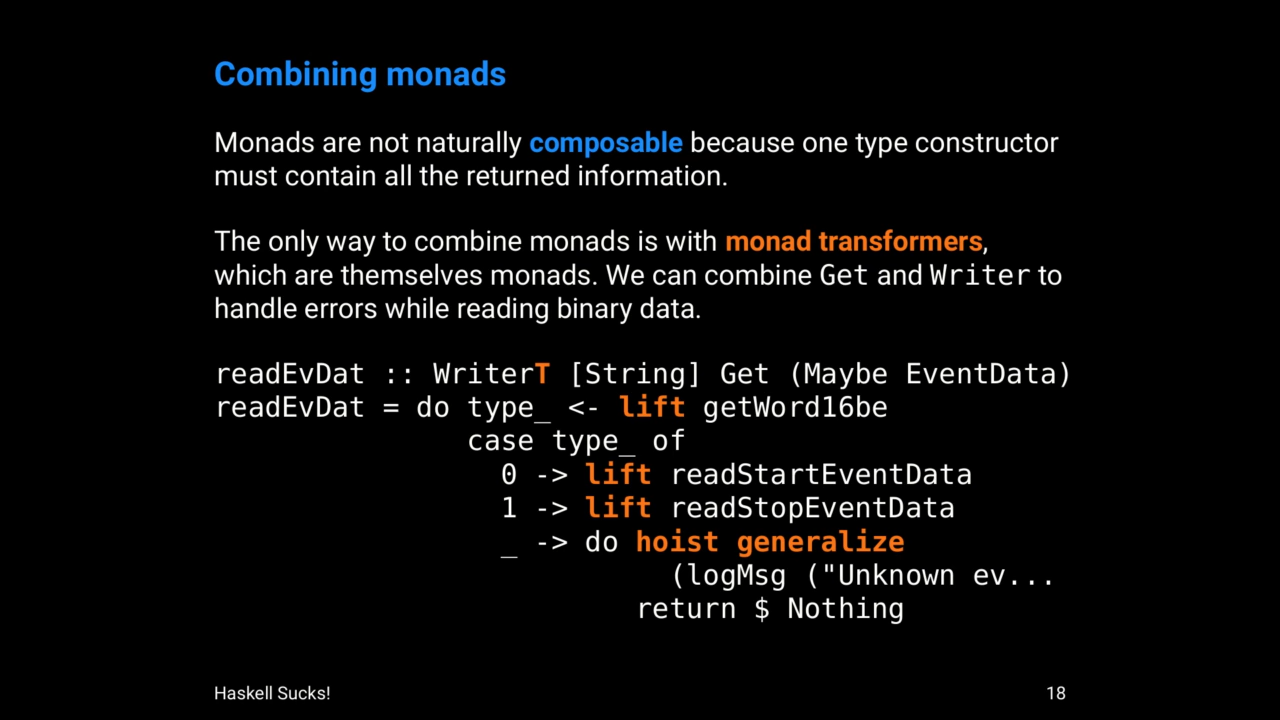 Combining monads
Monads are not naturally composable because one type constructor
must contain all the returned information.
The only way to combine monads is with monad transformers,
which are themselves monads. We can combine Get and Writer to
handle errors while reading binary data.
readEvDat :: WriterT [String] Get (Maybe EventData)
readEvDat = do type_ <- lift getWord16be
               case type_ of
                 0 -> lift readStartEventData
                 1 -> lift readStopEventData
                 _ -> do hoist generalize
                           (logMsg ("Unknown ev...
                         return $ Nothing
Haskell Sucks! 18